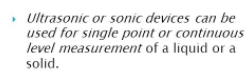 Ultrasonic or sonic devices can be
used for single point or continuous
level measurement of a liquid or a
solid.